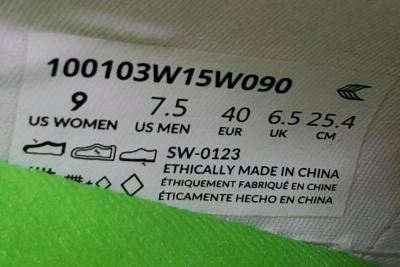 100103W15W090
9 7.5 40 6.5 25.4
US WOMEN US MEN EUR UK CM
SW-0123
ETHICALLY MADE IN CHINA
ÉTHIQUEMENT FABRIQUÉ EN CHINE
ÉTICAMENTE HECHO EN CHINA